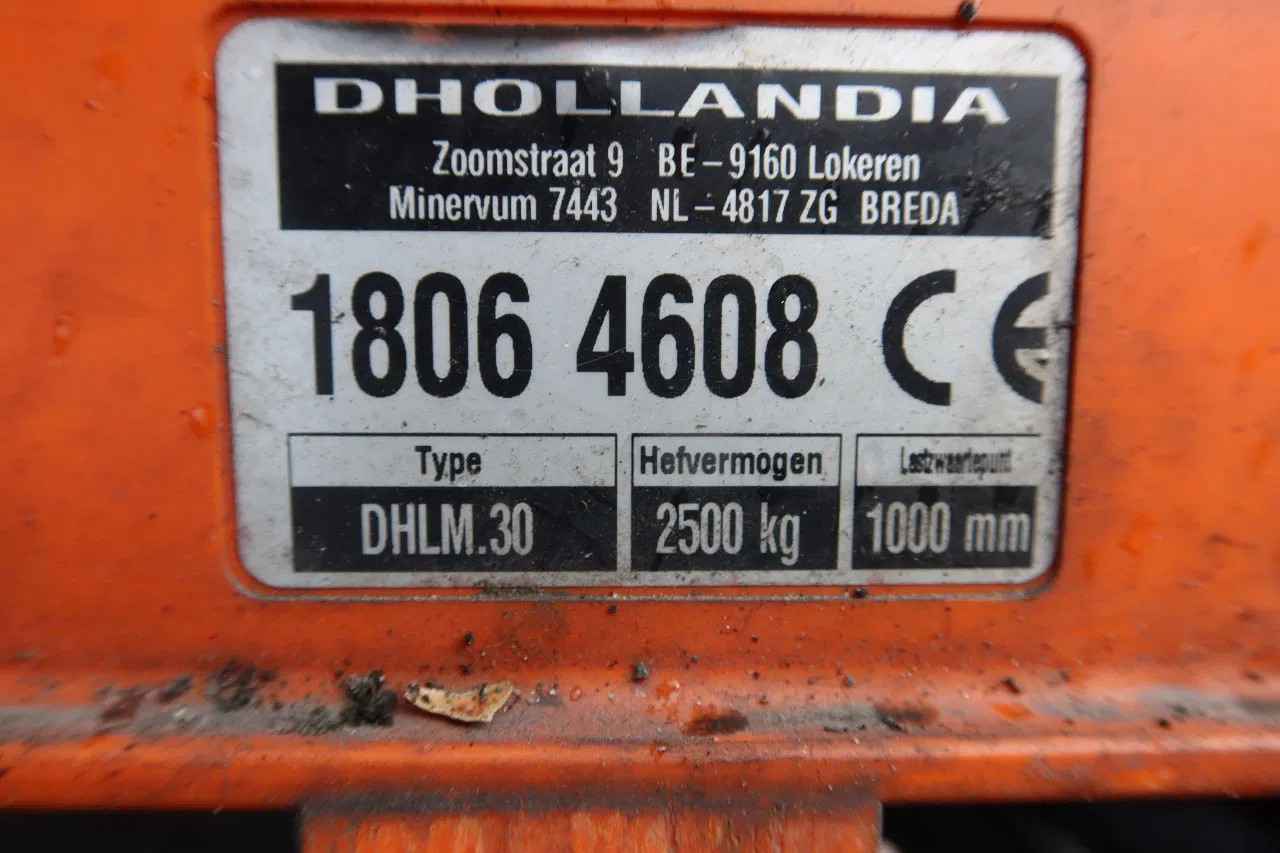 DHOLLANDIA
Zoomstraat 9 BE-9160 Lokeren
Minervum 7443 NL-4817 ZG BREDA
1806 4608 CE
Type Hefvermogen Lastzwaartepunt
DHLM.30 2500 kg 1000 mm